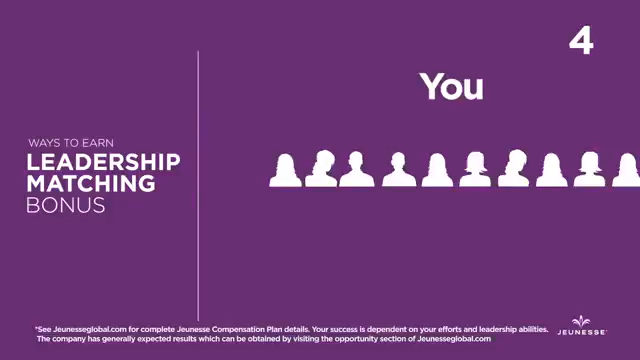 4
You
WAYS TO EARN
LEADERSHIP
MATCHING
BONUS
*See Jeunesseglobal.com for complete Jeunesse Compensation Plan details. Your success is dependent on your efforts and leadership abilities.
The company has generally expected results which can be obtained by visiting the opportunity section of Jeunesseglobal.com
JEUNESSE